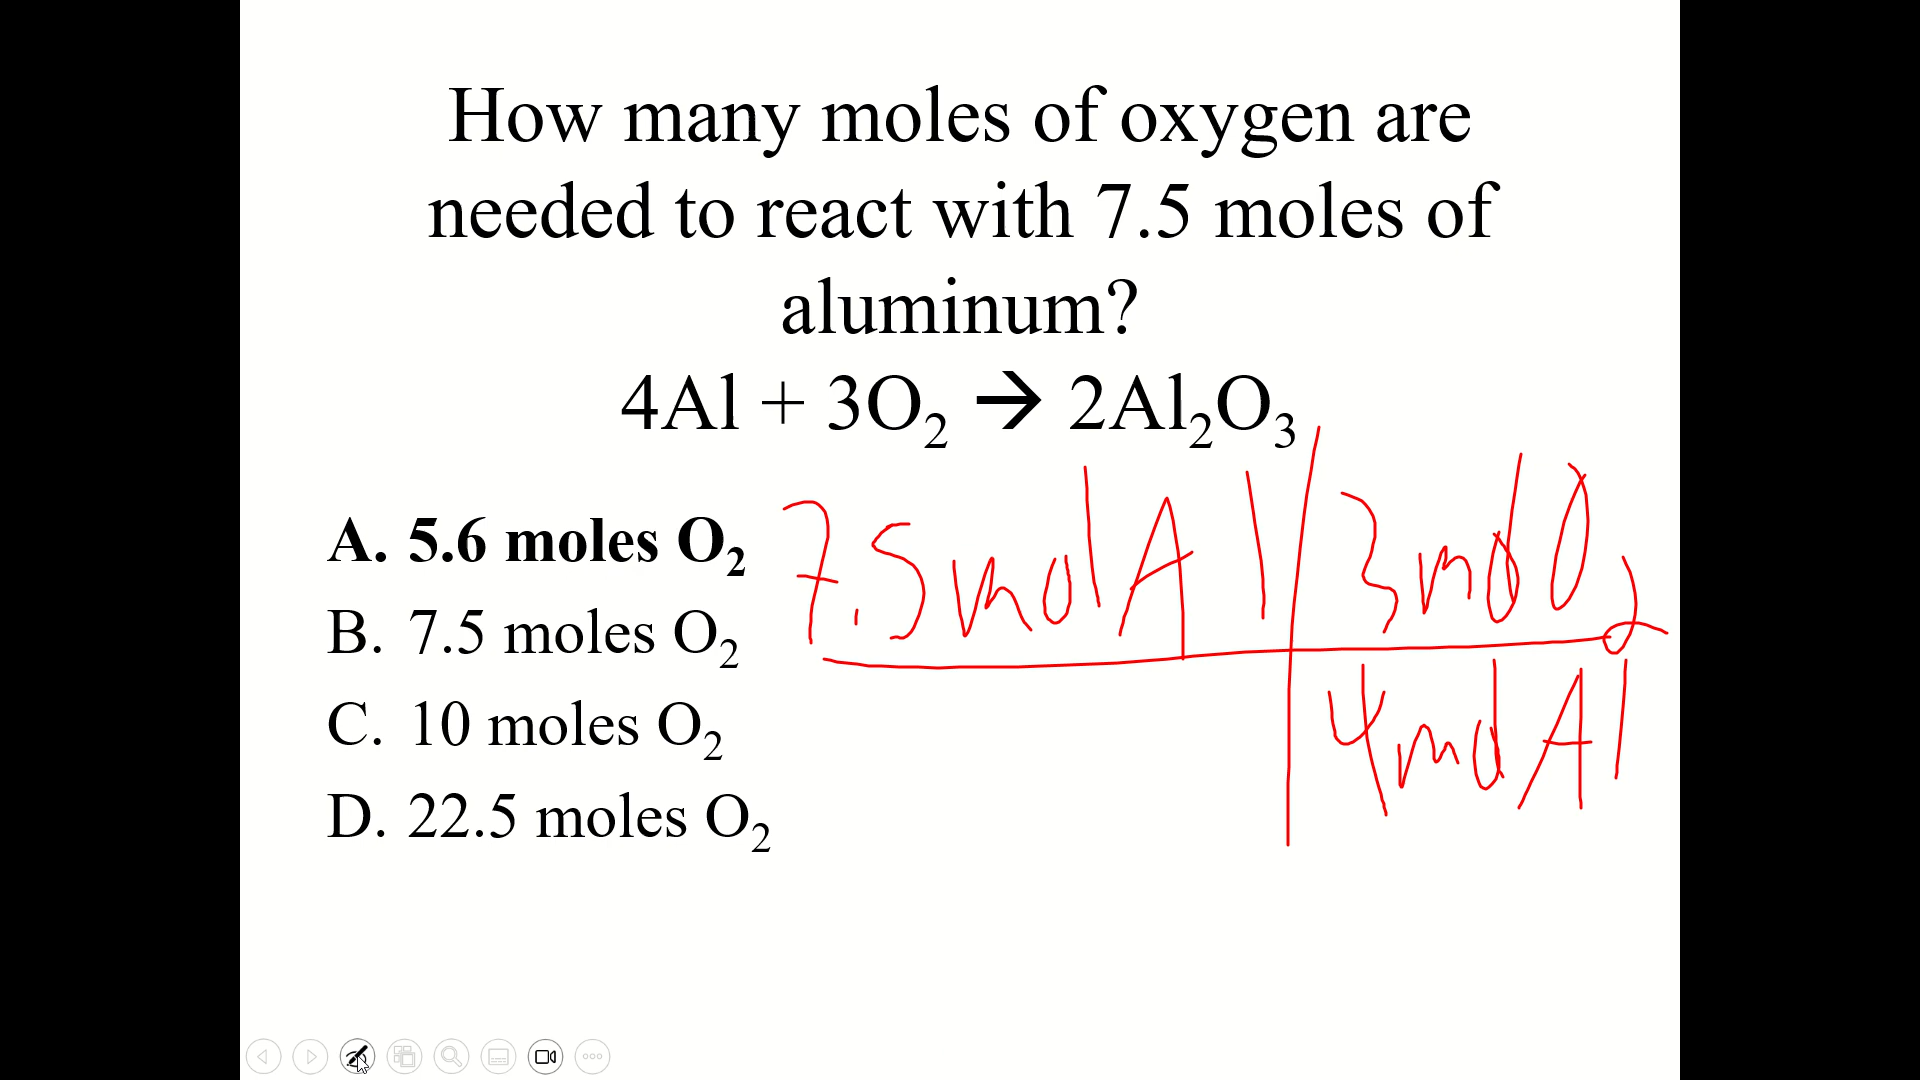 How many moles of oxygen are
needed to react with 7.5 moles of
aluminum?
4Al + 3O₂ → 2Al₂O₃
A. 5.6 moles O₂
B. 7.5 moles O₂
C. 10 moles O₂
D. 22.5 moles O₂
7.5 mol Al | 3 mol O₂
4 mol Al